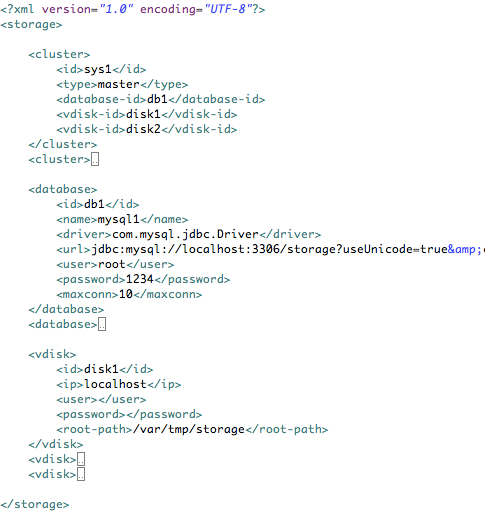 <?xml version="1.0" encoding="UTF-8"?>
<storage>
<cluster>
<id>sys1</id>
<type>master</type>
<database-id>db1</database-id>
<vdisk-id>disk1</vdisk-id>
<vdisk-id>disk2</vdisk-id>
</cluster>
<cluster>..
<database>
<id>db1</id>
<name>mysql1</name>
<driver>com.mysql.jdbc.Driver</driver>
<url>jdbc:mysql://localhost:3306/storage?useUnicode=true&amp;
<user>root</user>
<password>1234</password>
<maxconn>10</maxconn>
</database>
<database>..
<vdisk>
<id>disk1</id>
<ip>localhost</ip>
<user></user>
<password></password>
<root-path>/var/tmp/storage</root-path>
</vdisk>
<vdisk>..
<vdisk>..
</storage>